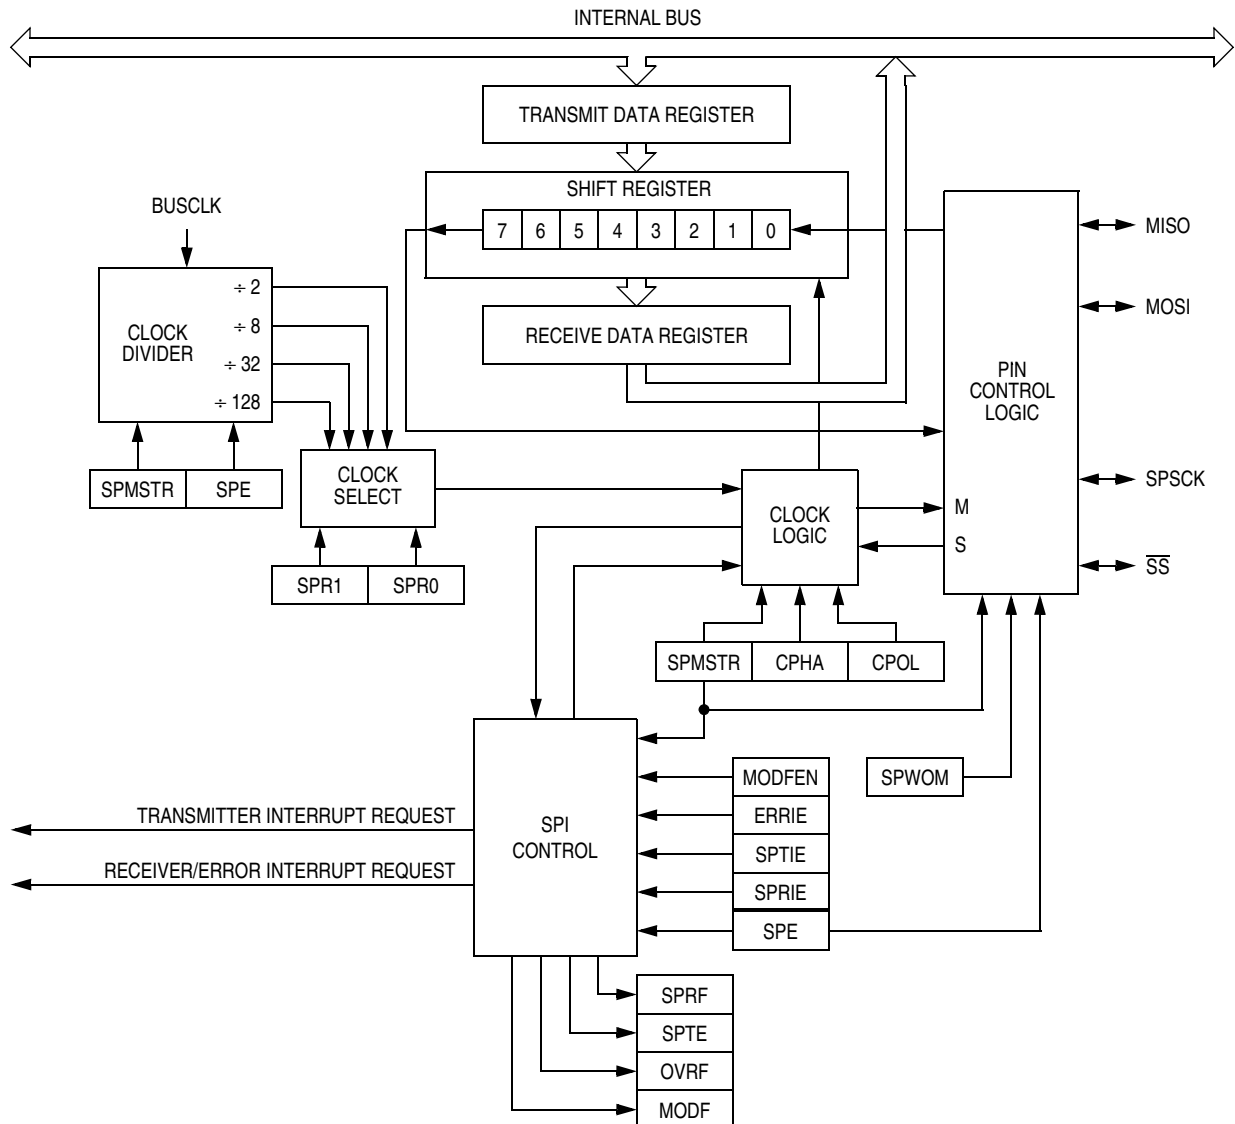 INTERNAL BUS
TRANSMIT DATA REGISTER
SHIFT REGISTER
7 6 5 4 3 2 1 0
RECEIVE DATA REGISTER
BUSCLK
CLOCK
DIVIDER
÷ 2
÷ 8
÷ 32
÷ 128
SPMSTR SPE
CLOCK
SELECT
SPR1 SPR0
CLOCK
LOGIC
PIN
CONTROL
LOGIC
M
S
MISO
MOSI
SPSCK
SS
SPMSTR CPHA CPOL
SPI
CONTROL
MODFEN
ERRIE
SPTIE
SPRIE
SPE
SPWOM
TRANSMITTER INTERRUPT REQUEST
RECEIVER/ERROR INTERRUPT REQUEST
SPRF
SPTE
OVRF
MODF